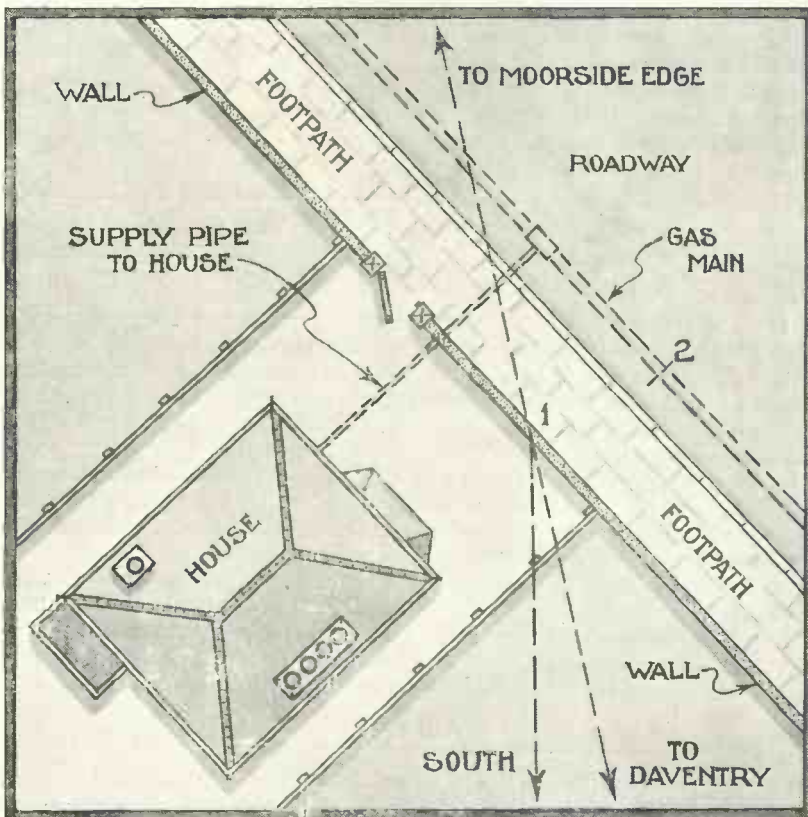 TO MOORSIDE EDGE
WALL
FOOTPATH
ROADWAY
SUPPLY PIPE
TO HOUSE
GAS
MAIN
2
1
HOUSE
FOOTPATH
WALL
SOUTH
TO
DAVENTRY